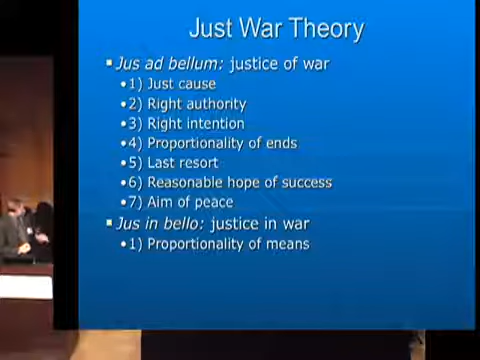 Just War Theory
Jus ad bellum: justice of war
1) Just cause
2) Right authority
3) Right intention
4) Proportionality of ends
5) Last resort
6) Reasonable hope of success
7) Aim of peace
Jus in bello: justice in war
1) Proportionality of means